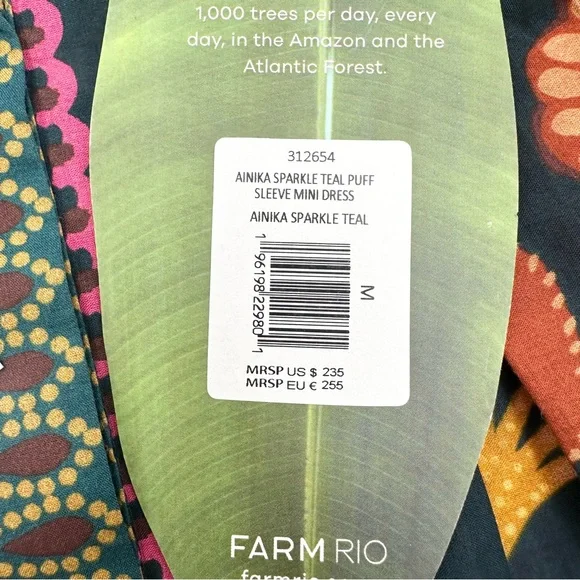 1,000 trees per day, every
day, in the Amazon and the
Atlantic Forest.
312654
AINIKA SPARKLE TEAL PUFF
SLEEVE MINI DRESS
AINIKA SPARKLE TEAL
1 96198 22980 1
M
MRSP US $ 235
MRSP EU € 255
FARM RIO